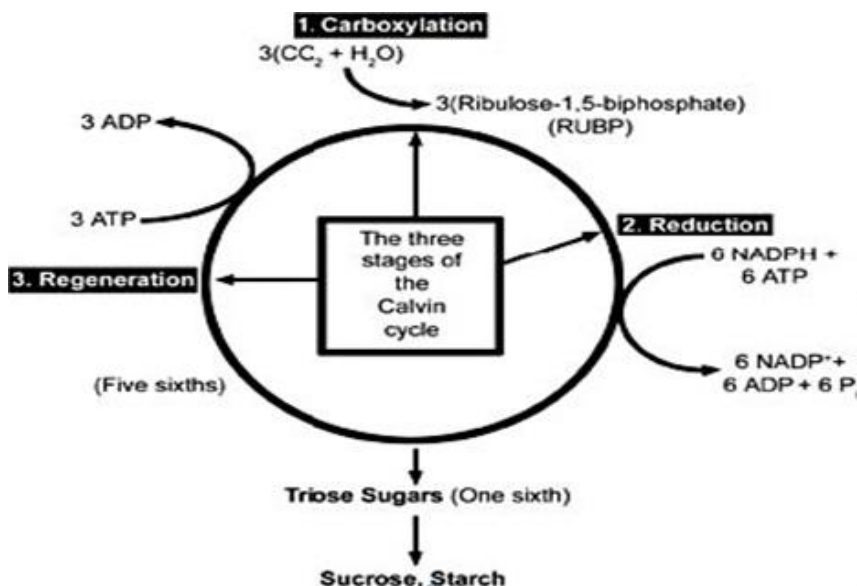 1. Carboxylation
3(CC₂ + H₂O)
3(Ribulose-1,5-biphosphate)
(RUBP)
3 ADP
3 ATP
The three
stages of
the
Calvin
cycle
2. Reduction
6 NADPH +
6 ATP
3. Regeneration
6 NADP⁺+
6 ADP + 6 Pᵢ
(Five sixths)
Triose Sugars (One sixth)
Sucrose, Starch